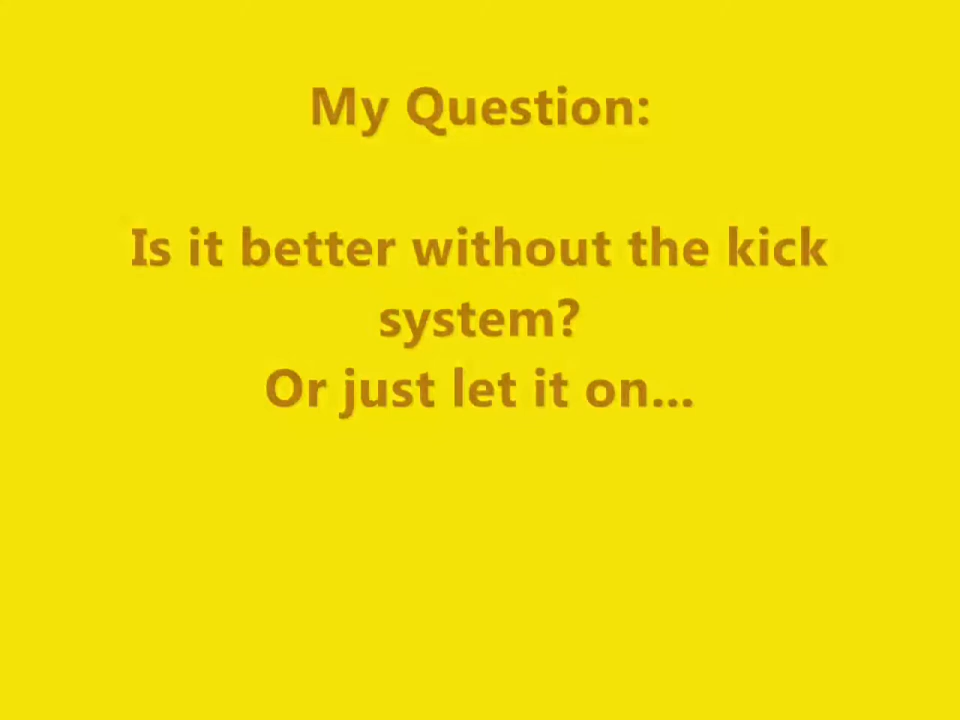 My Question:
Is it better without the kick
system?
Or just let it on...